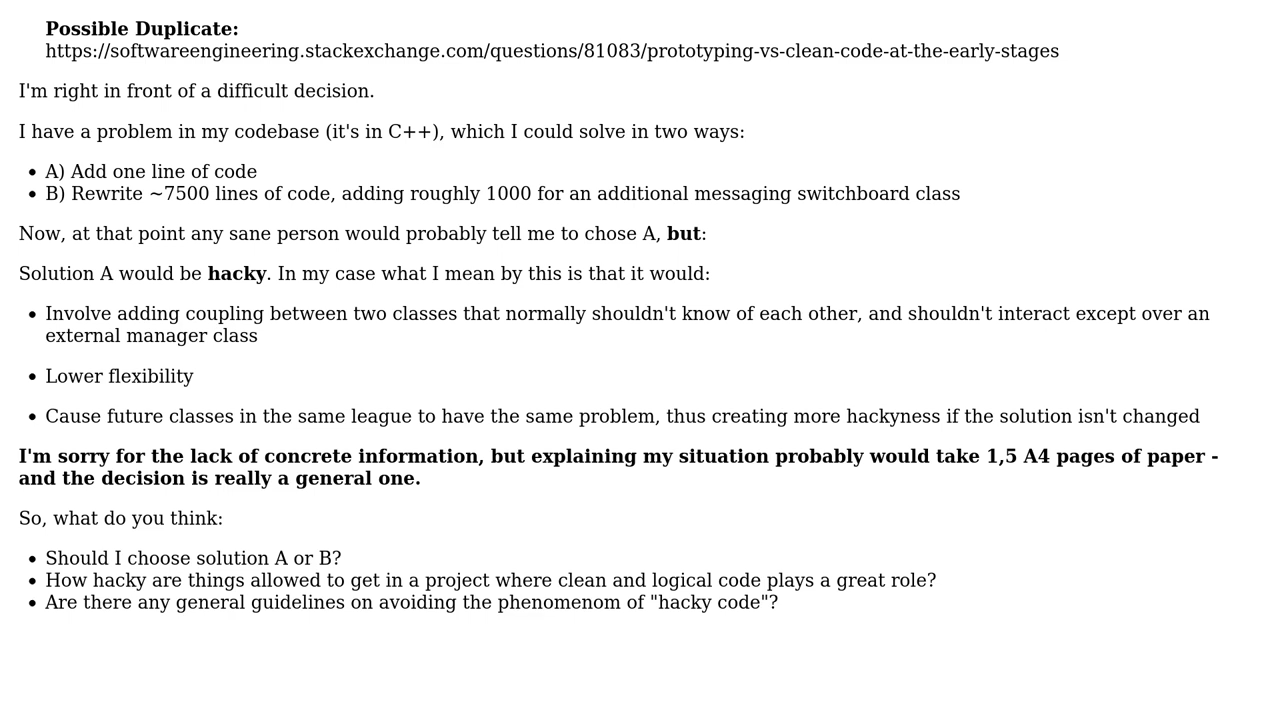 Possible Duplicate:
https://softwareengineering.stackexchange.com/questions/81083/prototyping-vs-clean-code-at-the-early-stages
I'm right in front of a difficult decision.
I have a problem in my codebase (it's in C++), which I could solve in two ways:
• A) Add one line of code
• B) Rewrite ~7500 lines of code, adding roughly 1000 for an additional messaging switchboard class
Now, at that point any sane person would probably tell me to chose A, but:
Solution A would be hacky. In my case what I mean by this is that it would:
• Involve adding coupling between two classes that normally shouldn't know of each other, and shouldn't interact except over an
external manager class
• Lower flexibility
• Cause future classes in the same league to have the same problem, thus creating more hackyness if the solution isn't changed
I'm sorry for the lack of concrete information, but explaining my situation probably would take 1,5 A4 pages of paper -
and the decision is really a general one.
So, what do you think:
• Should I choose solution A or B?
• How hacky are things allowed to get in a project where clean and logical code plays a great role?
• Are there any general guidelines on avoiding the phenomenom of "hacky code"?